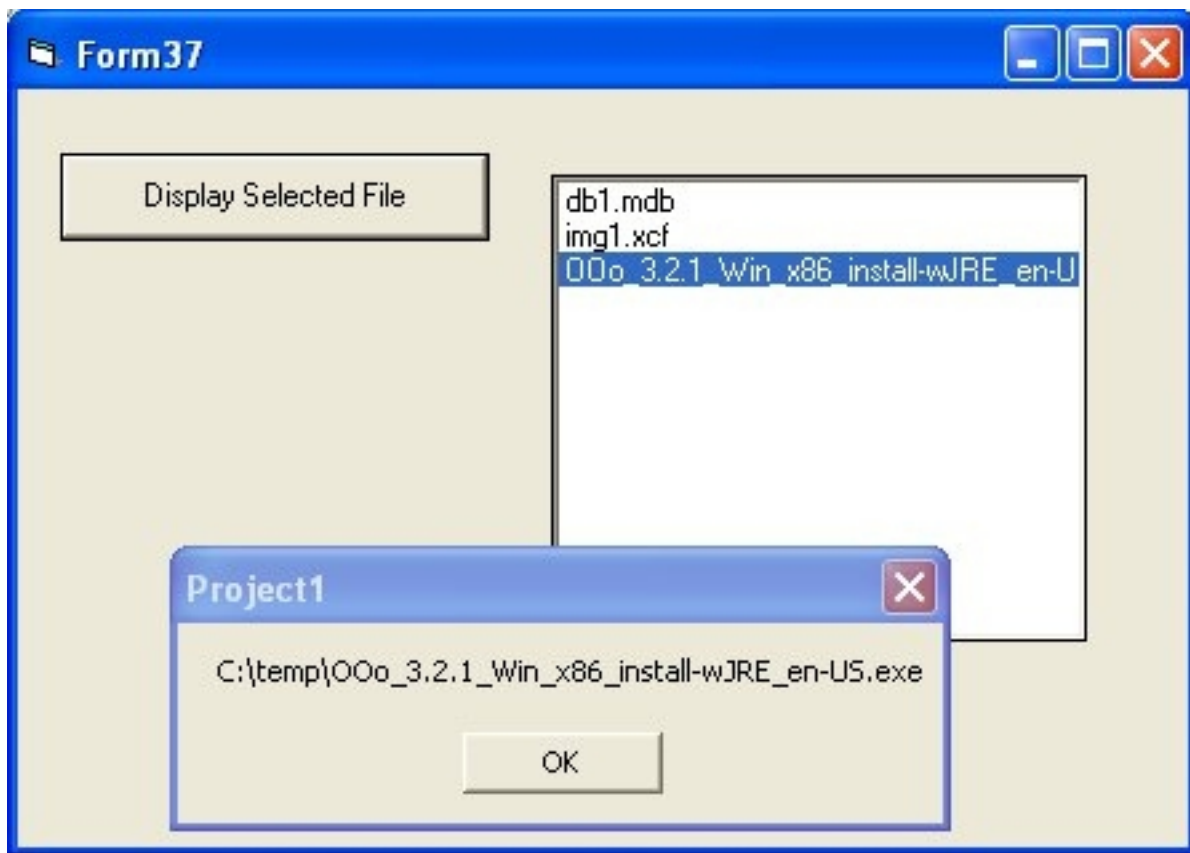 Form37
Display Selected File
db1.mdb
img1.xcf
OOo_3.2.1_Win_x86_install-wJRE_en-U
Project1
C:\temp\OOo_3.2.1_Win_x86_install-wJRE_en-US.exe
OK